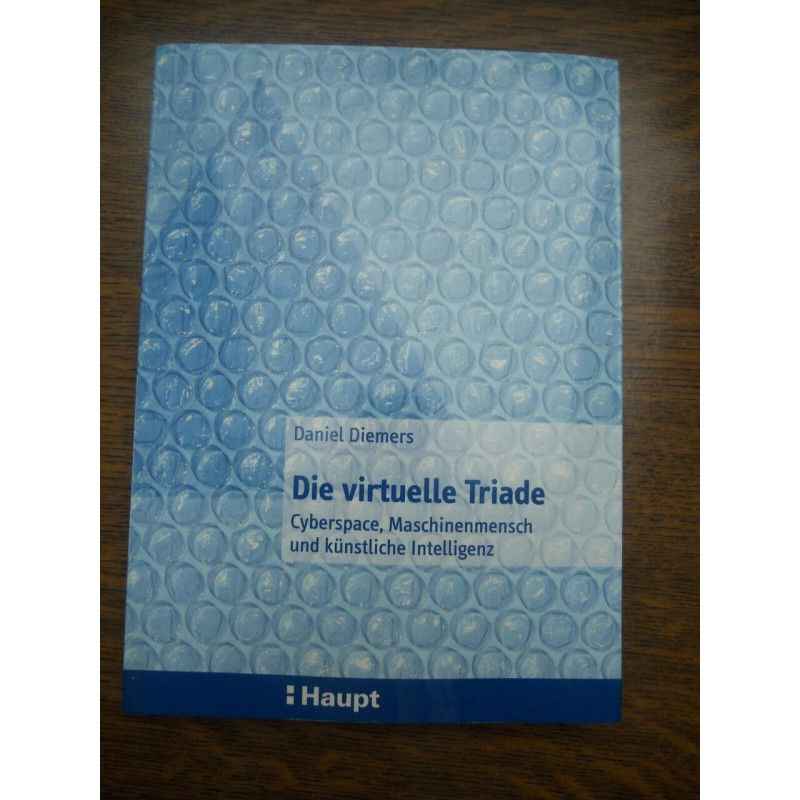 Daniel Diemers
Die virtuelle Triade
Cyberspace, Maschinenmensch
und künstliche Intelligenz
Haupt